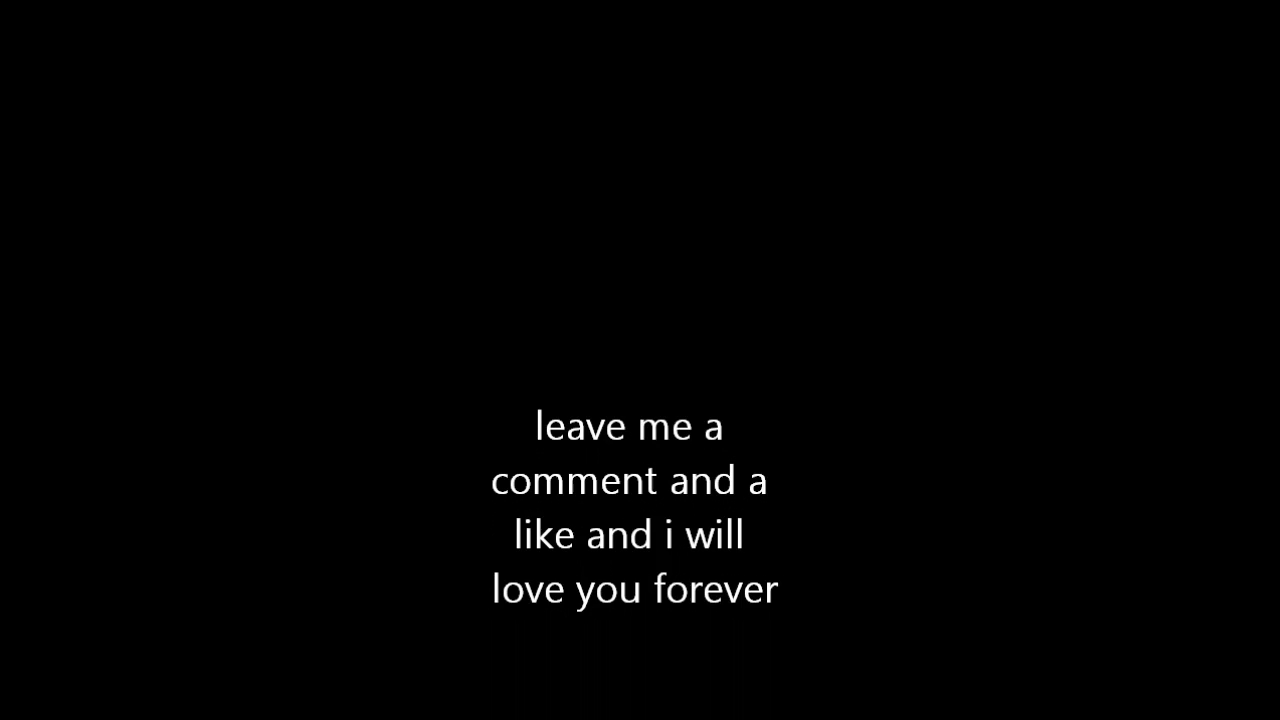 leave me a
comment and a
like and i will
love you forever